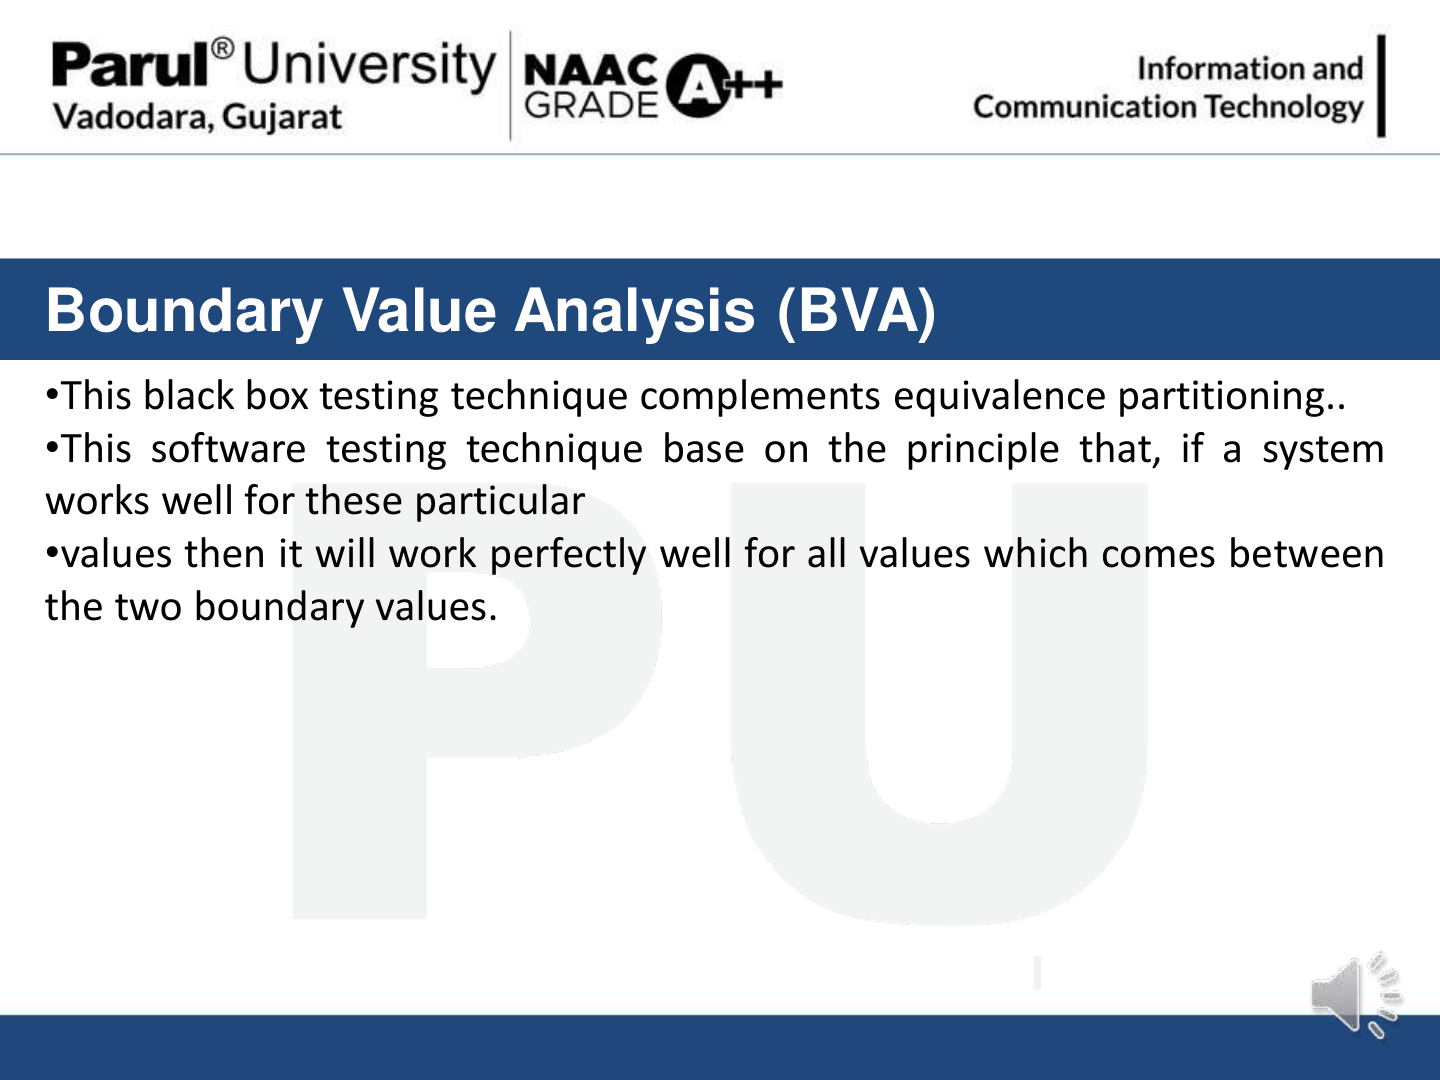 Parul® University
Vadodara, Gujarat
NAAC
GRADE A++
Information and
Communication Technology
Boundary Value Analysis (BVA)
•This black box testing technique complements equivalence partitioning..
•This software testing technique base on the principle that, if a system
works well for these particular
•values then it will work perfectly well for all values which comes between
the two boundary values.
PU